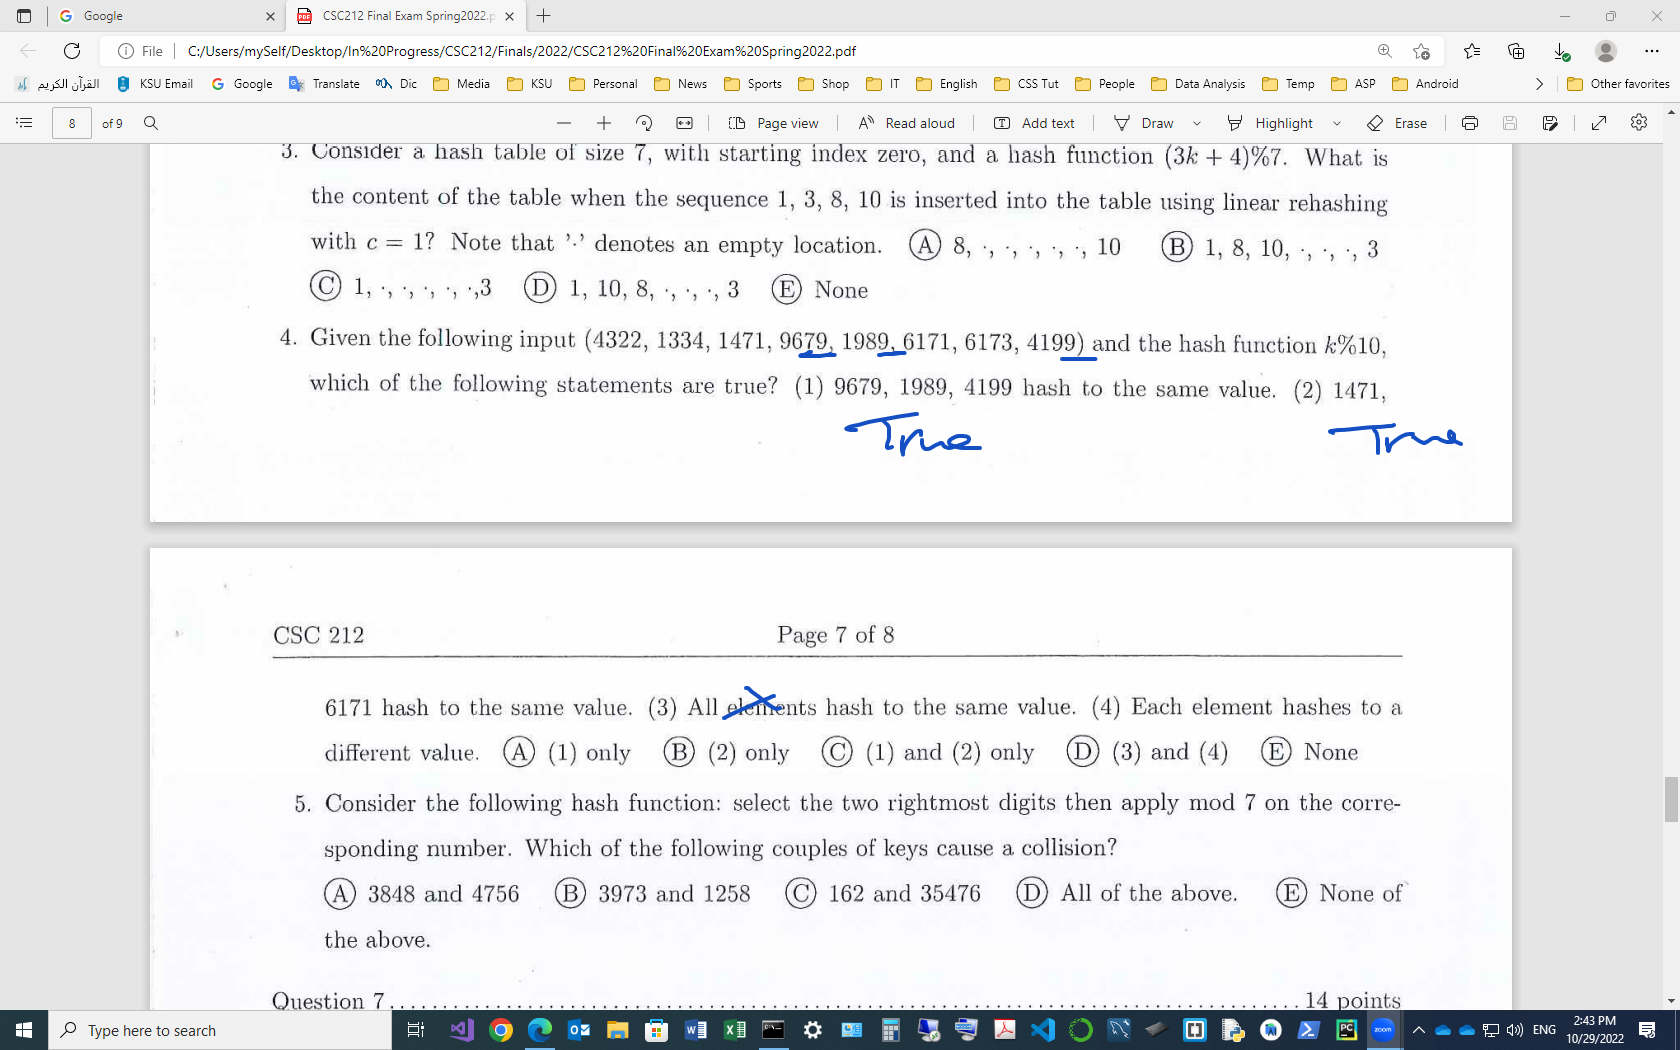 Google
CSC212 Final Exam Spring2022.p
File
C:/Users/mySelf/Desktop/In%20Progress/CSC212/Finals/2022/CSC212%20Final%20Exam%20Spring2022.pdf
القرآن الكريم KSU Email Google Translate Dic Media KSU Personal News Sports Shop IT English CSS Tut People Data Analysis Temp ASP Android Other favorites
8 of 9 Page view Read aloud Add text Draw Highlight Erase
3. Consider a hash table of size 7, with starting index zero, and a hash function (3k + 4)%7. What is
the content of the table when the sequence 1, 3, 8, 10 is inserted into the table using linear rehashing
with c = 1? Note that '·' denotes an empty location. A 8, ·, ·, ·, ·, ·, 10 B 1, 8, 10, ·, ·, ·, 3
C 1, ·, ·, ·, ·, ·,3 D 1, 10, 8, ·, ·, ·, 3 E None
4. Given the following input (4322, 1334, 1471, 9679, 1989, 6171, 6173, 4199) and the hash function k%10,
which of the following statements are true? (1) 9679, 1989, 4199 hash to the same value. (2) 1471,
True True
CSC 212 Page 7 of 8
6171 hash to the same value. (3) All elements hash to the same value. (4) Each element hashes to a
different value. A (1) only B (2) only C (1) and (2) only D (3) and (4) E None
5. Consider the following hash function: select the two rightmost digits then apply mod 7 on the corre-
sponding number. Which of the following couples of keys cause a collision?
A 3848 and 4756 B 3973 and 1258 C 162 and 35476 D All of the above. E None of
the above.
Question 7 14 points
Type here to search
ENG
2:43 PM
10/29/2022